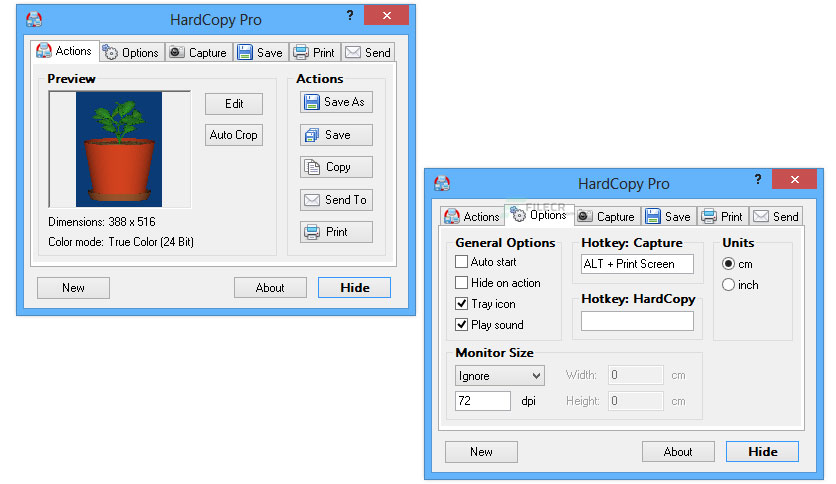 HardCopy Pro
?
Actions Options Capture Save Print Send
Preview
Edit
Auto Crop
Dimensions: 388 x 516
Color mode: True Color (24 Bit)
Actions
Save As
Save
Copy
Send To
Print
New About Hide
HardCopy Pro
?
FILECR
Actions Options Capture Save Print Send
General Options
Auto start
Hide on action
Tray icon
Play sound
Hotkey: Capture
ALT + Print Screen
Hotkey: HardCopy
Units
cm
inch
Monitor Size
Ignore
72 dpi
Width: 0 cm
Height: 0 cm
New About Hide